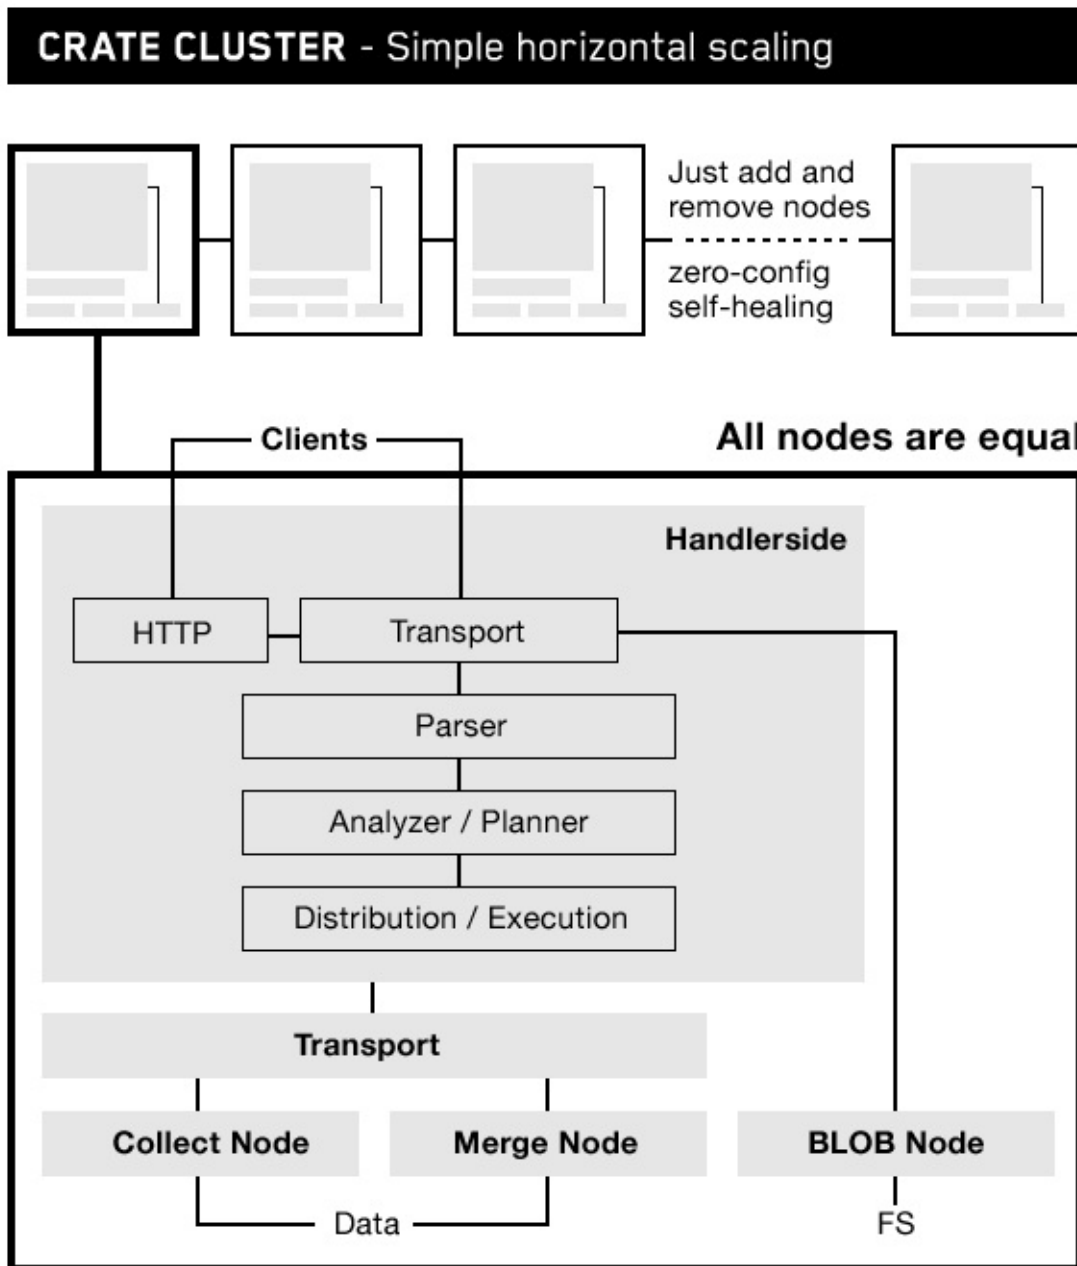 CRATE CLUSTER - Simple horizontal scaling
Just add and
remove nodes
zero-config
self-healing
Clients
All nodes are equal
Handlerside
HTTP
Transport
Parser
Analyzer / Planner
Distribution / Execution
Transport
Collect Node
Merge Node
BLOB Node
Data
FS